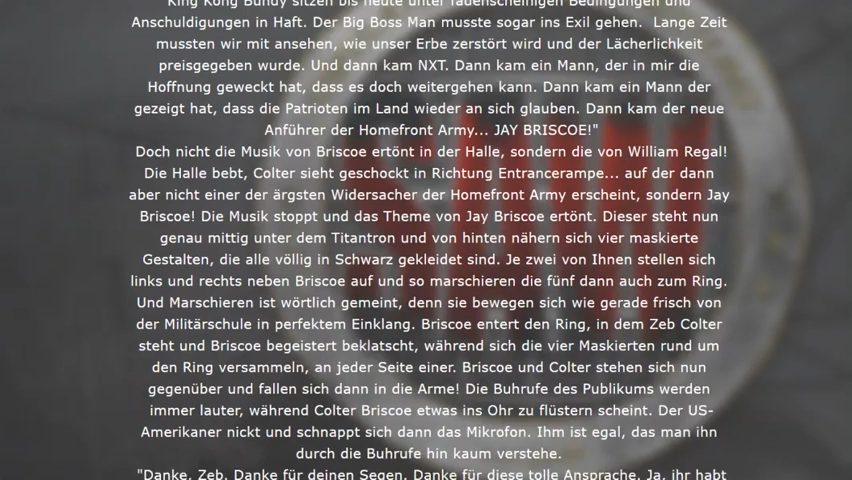 King Kong Bundy sitzen bis heute unter fadenscheinigen Bedingungen und
Anschuldigungen in Haft. Der Big Boss Man musste sogar ins Exil gehen.  Lange Zeit
mussten wir mit ansehen, wie unser Erbe zerstört wird und der Lächerlichkeit
preisgegeben wurde. Und dann kam NXT. Dann kam ein Mann, der in mir die
Hoffnung geweckt hat, dass es doch weitergehen kann. Dann kam ein Mann der
gezeigt hat, dass die Patrioten im Land wieder an sich glauben. Dann kam der neue
Anführer der Homefront Army... JAY BRISCOE!"
Doch nicht die Musik von Briscoe ertönt in der Halle, sondern die von William Regal!
Die Halle bebt, Colter sieht geschockt in Richtung Entrancerampe... auf der dann
aber nicht einer der ärgsten Widersacher der Homefront Army erscheint, sondern Jay
Briscoe! Die Musik stoppt und das Theme von Jay Briscoe ertönt. Dieser steht nun
genau mittig unter dem Titantron und von hinten nähern sich vier maskierte
Gestalten, die alle völlig in Schwarz gekleidet sind. Je zwei von Ihnen stellen sich
links und rechts neben Briscoe auf und so marschieren die fünf dann auch zum Ring.
Und Marschieren ist wörtlich gemeint, denn sie bewegen sich wie gerade frisch von
der Militärschule in perfektem Einklang. Briscoe entert den Ring, in dem Zeb Colter
steht und Briscoe begeistert beklatscht, während sich die vier Maskierten rund um
den Ring versammeln, an jeder Seite einer. Briscoe und Colter stehen sich nun
gegenüber und fallen sich dann in die Arme! Die Buhrufe des Publikums werden
immer lauter, während Colter Briscoe etwas ins Ohr zu flüstern scheint. Der US-
Amerikaner nickt und schnappt sich dann das Mikrofon. Ihm ist egal, das man ihn
durch die Buhrufe hin kaum verstehe.
"Danke, Zeb. Danke für deinen Segen. Danke für diese tolle Ansprache. Ja, ihr habt